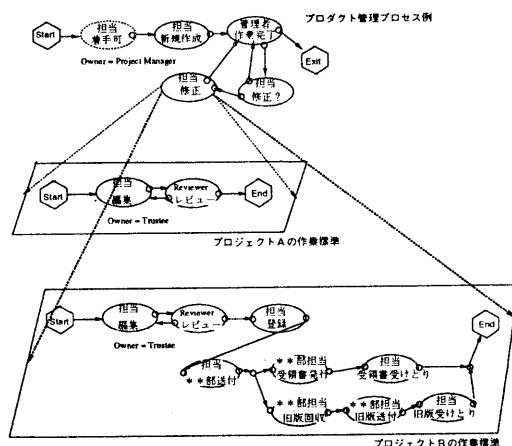 プロダクト管理プロセス例
Start
担当
着手可
担当
新規作成
管理者
作業完了
Exit
Owner = Project Manager
担当
修正
担当
修正？
Start
担当
編集
Reviewer
レビュー
End
Owner = Trustee
プロジェクトAの作業標準
Start
担当
編集
Reviewer
レビュー
担当
登録
End
Owner = Trustee
担当
＊＊部送付
＊＊部担当
受領書発行
担当
受領書受けとり
＊＊部担当
旧版回収
＊＊部担当
旧版送付
担当
旧版受けとり
プロジェクトBの作業標準